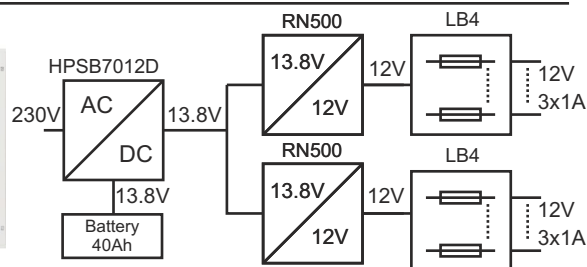 RN500
LB4
HPSB7012D
13.8V
12V
12V
12V
3x1A
230V
AC
DC
13.8V
13.8V
Battery
40Ah
RN500
LB4
13.8V
12V
12V
12V
3x1A